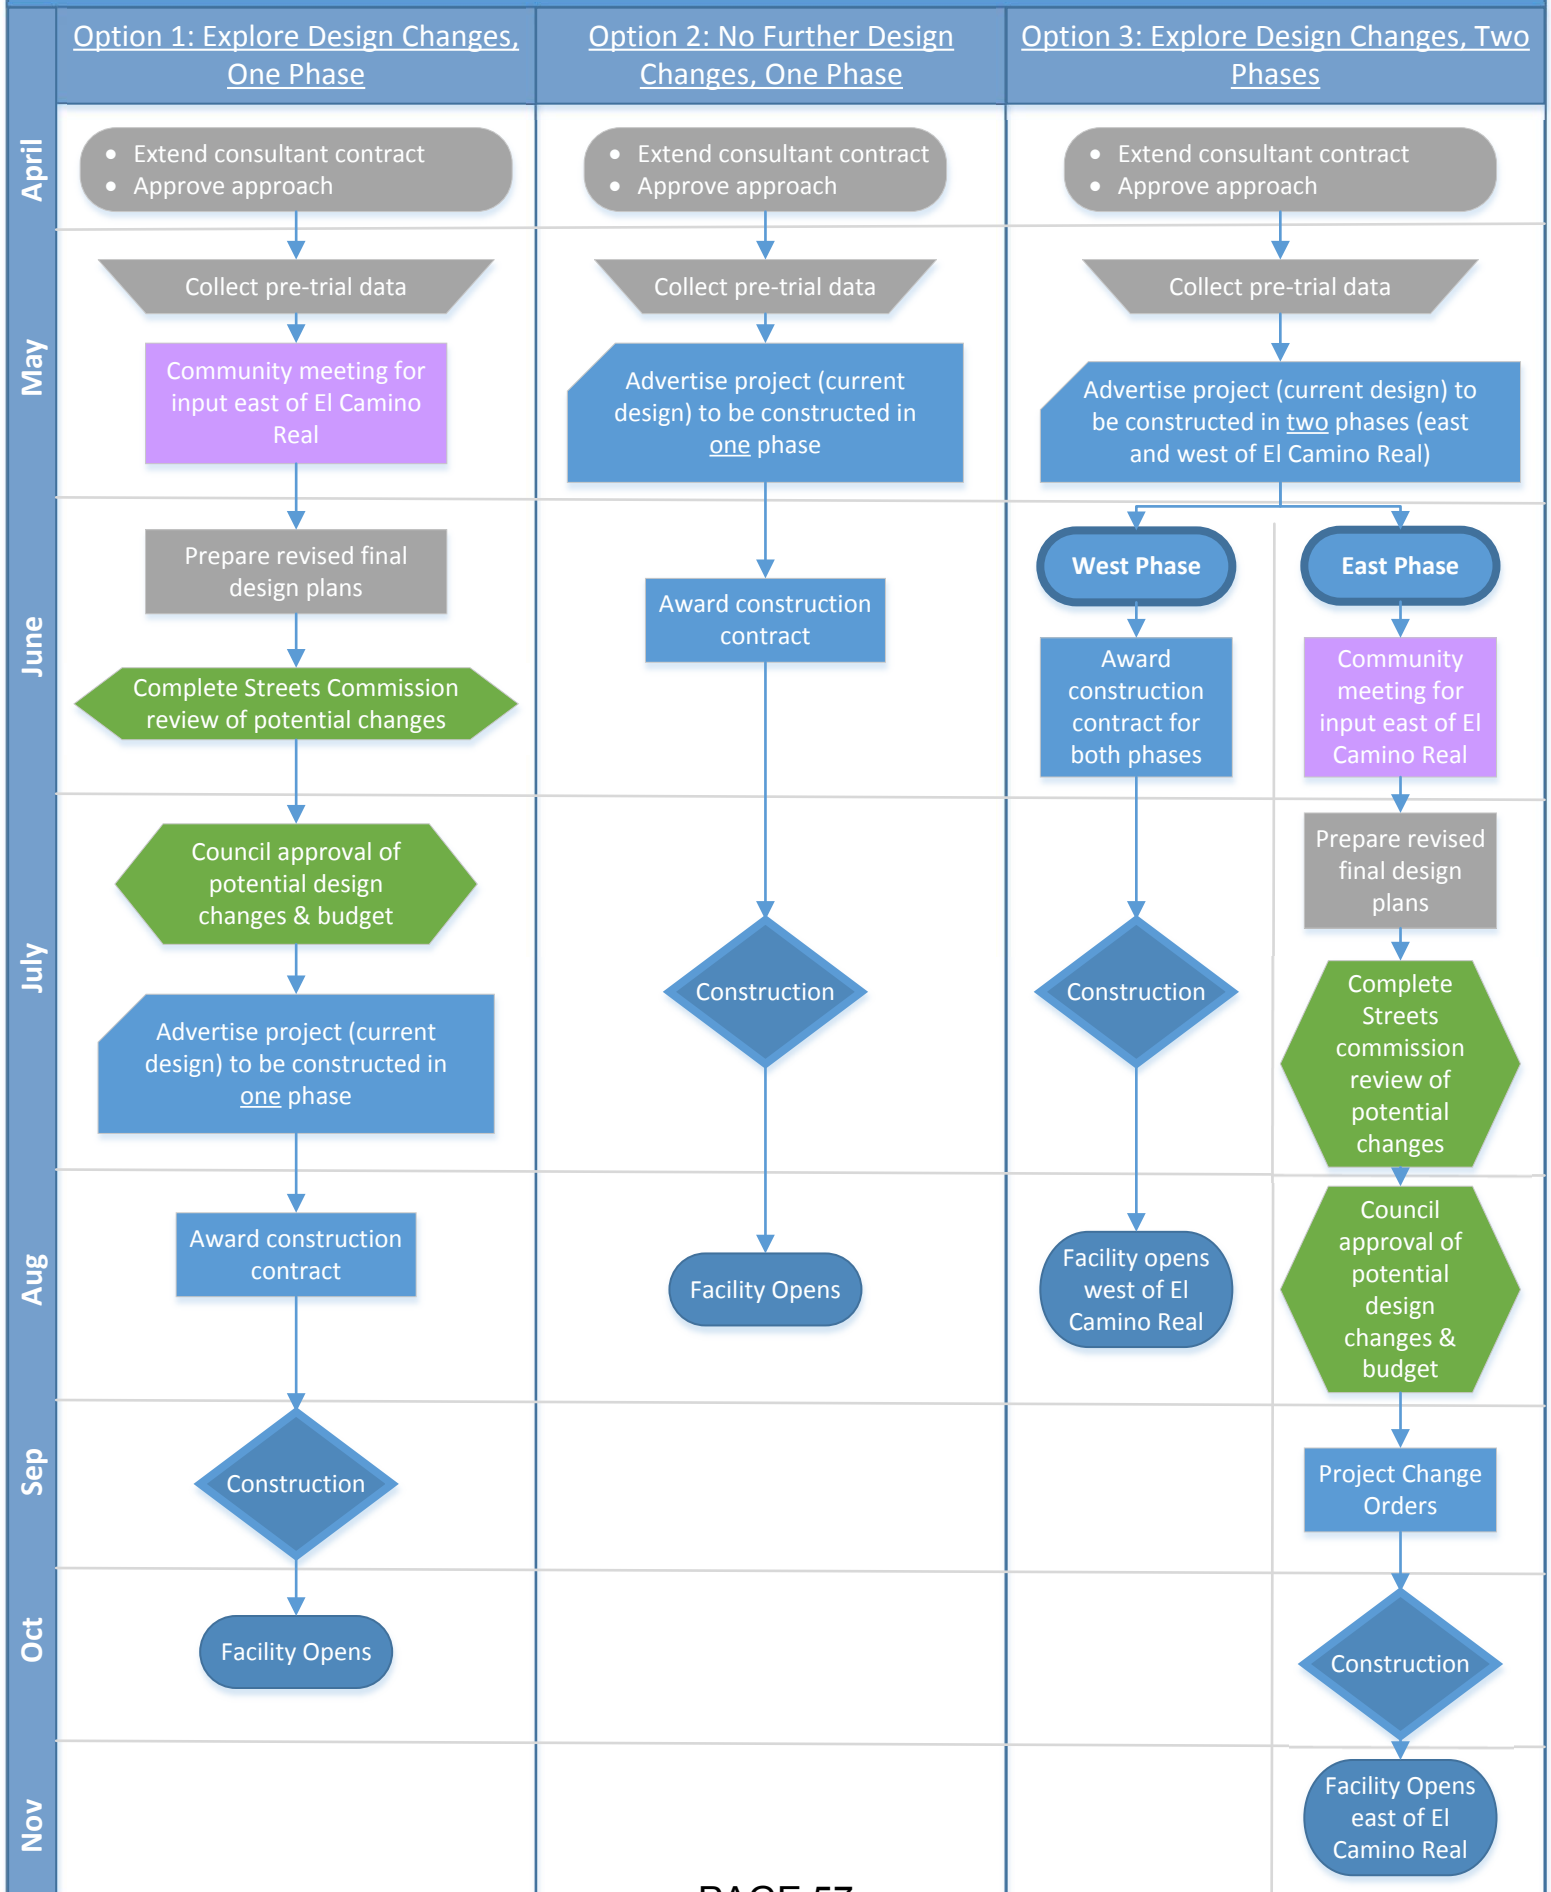 Option 1: Explore Design Changes,
One Phase
Option 2: No Further Design
Changes, One Phase
Option 3: Explore Design Changes, Two
Phases
April
• Extend consultant contract
• Approve approach
• Extend consultant contract
• Approve approach
• Extend consultant contract
• Approve approach
May
Collect pre-trial data
Community meeting for
input east of El Camino
Real
Collect pre-trial data
Advertise project (current
design) to be constructed in
one phase
Collect pre-trial data
Advertise project (current design) to
be constructed in two phases (east
and west of El Camino Real)
June
Prepare revised final
design plans
Complete Streets Commission
review of potential changes
Award construction
contract
West Phase
Award
construction
contract for
both phases
East Phase
Community
meeting for
input east of El
Camino Real
July
Council approval of
potential design
changes & budget
Advertise project (current
design) to be constructed in
one phase
Construction
Construction
Prepare revised
final design
plans
Complete
Streets
commission
review of
potential
changes
Aug
Award construction
contract
Facility Opens
Facility opens
west of El
Camino Real
Council
approval of
potential
design
changes &
budget
Sep
Construction
Project Change
Orders
Oct
Facility Opens
Construction
Nov
Facility Opens
east of El
Camino Real
PAGE 57